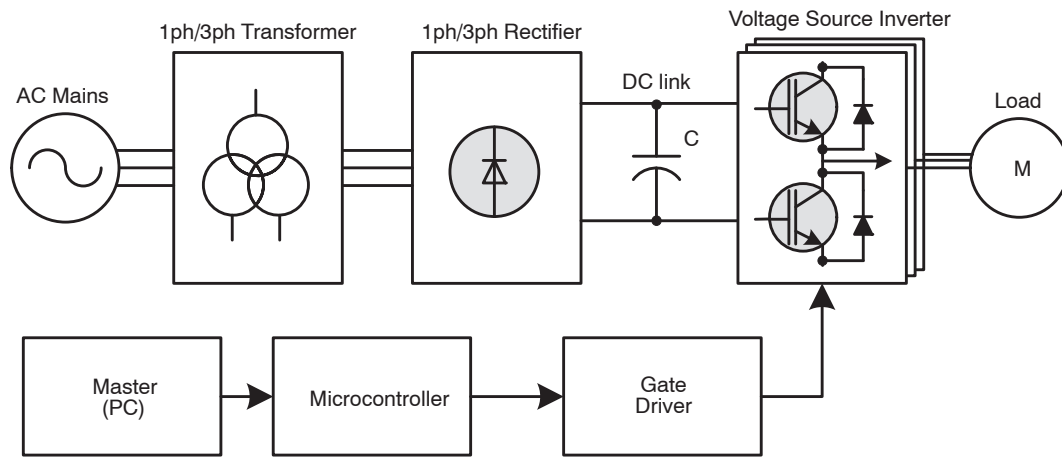 Voltage Source Inverter
1ph/3ph Transformer
1ph/3ph Rectifier
AC Mains
DC link
Load
C
M
Master
(PC)
Microcontroller
Gate
Driver